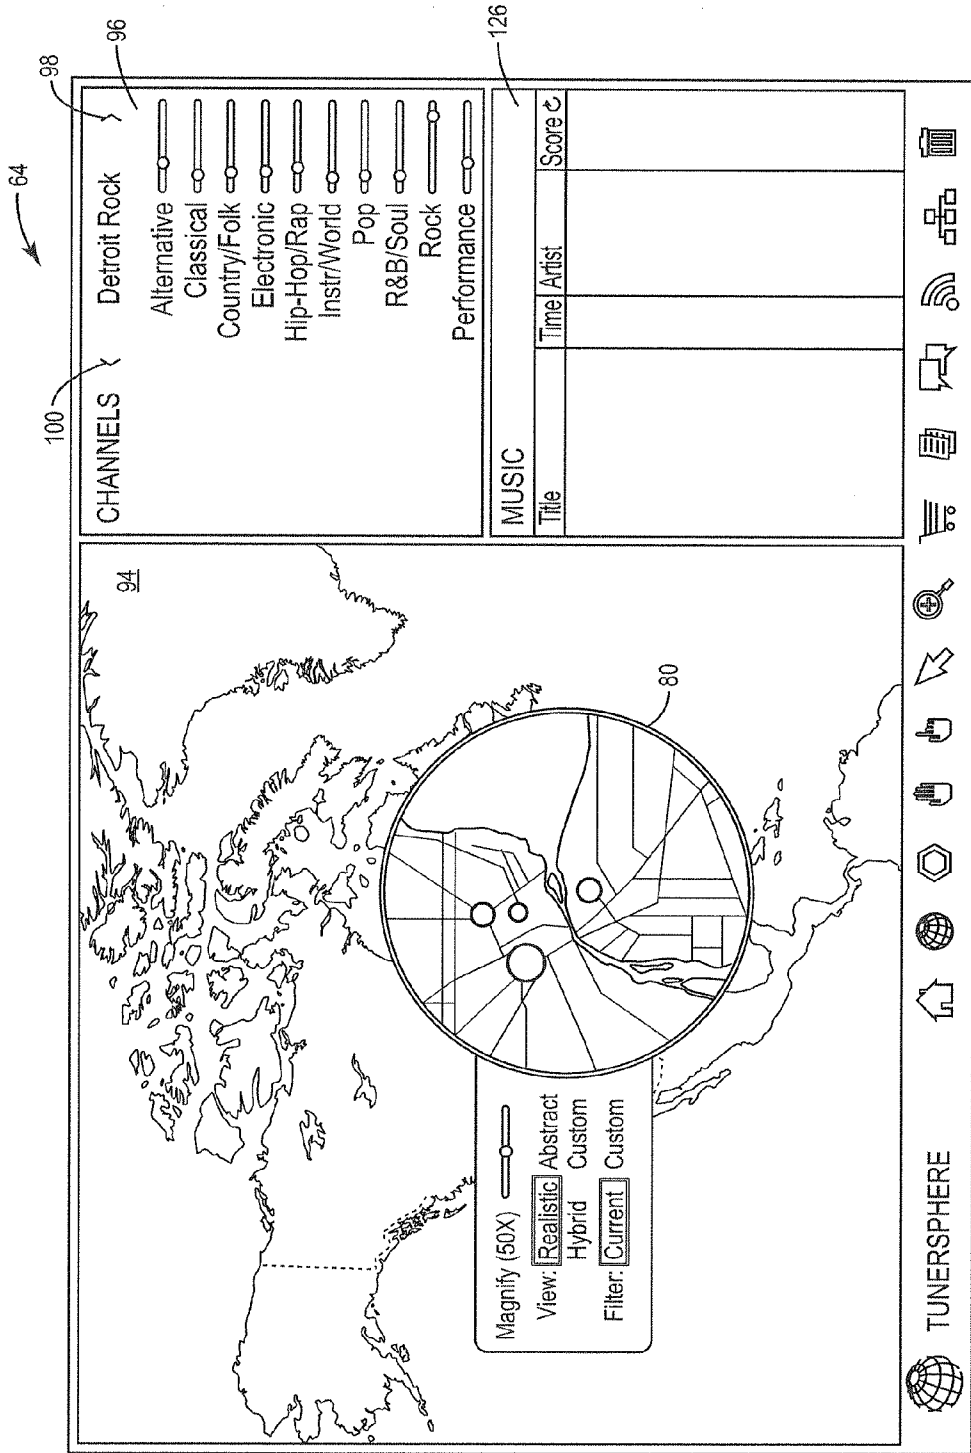 64
94
CHANNELS
100
Detroit Rock
98
96
Alternative
Classical
Country/Folk
Electronic
Hip-Hop/Rap
Instr/World
Pop
R&B/Soul
Rock
Performance
MUSIC
126
Title Time Artist Score
80
Magnify (50X)
View: Realistic Abstract
Hybrid Custom
Filter: Current Custom
TUNERSPHERE